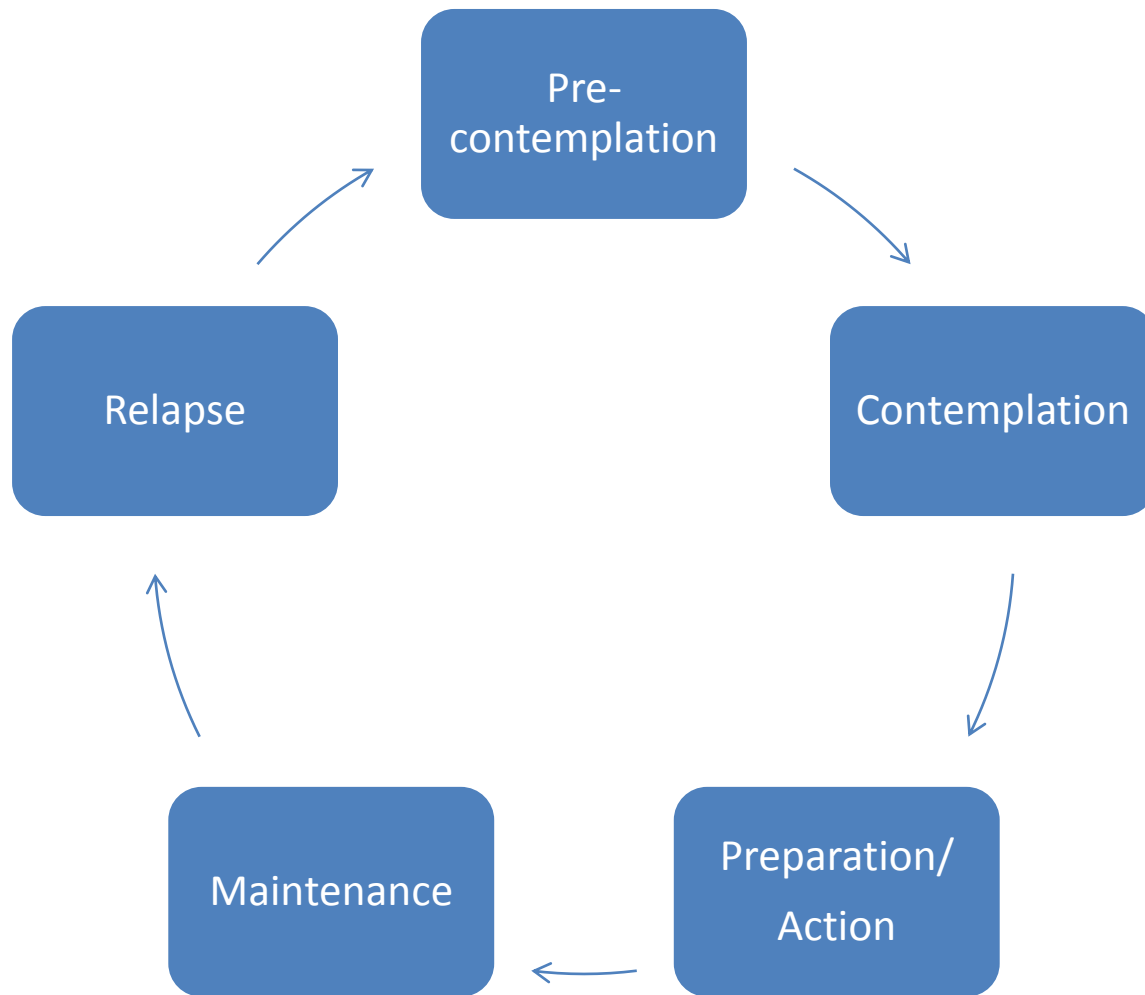 Pre-
contemplation
Contemplation
Preparation/
Action
Maintenance
Relapse